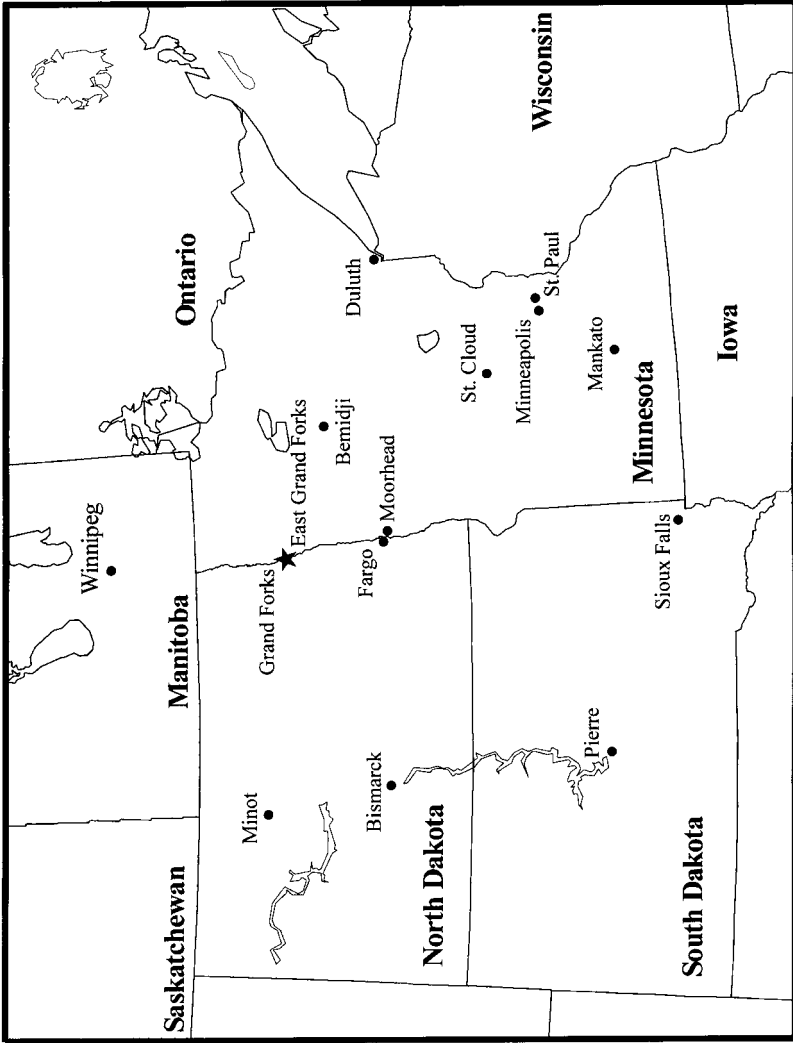 Saskatchewan
Manitoba
Ontario
Winnipeg
Minot
Grand Forks
East Grand Forks
Bemidji
Duluth
Bismarck
Fargo
Moorhead
North Dakota
St. Cloud
Minneapolis
St. Paul
Wisconsin
Pierre
Mankato
South Dakota
Sioux Falls
Minnesota
Iowa